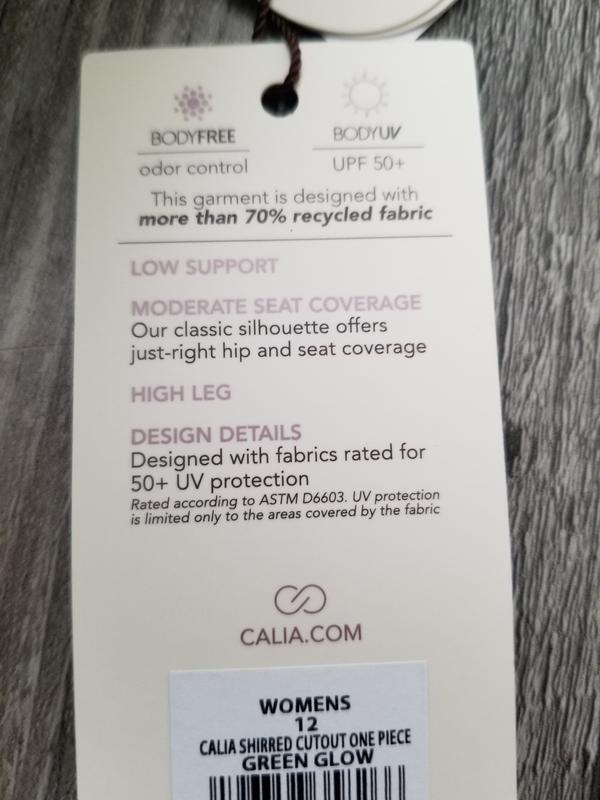 BODYFREE
odor control
BODYUV
UPF 50+
This garment is designed with
more than 70% recycled fabric
LOW SUPPORT
MODERATE SEAT COVERAGE
Our classic silhouette offers
just-right hip and seat coverage
HIGH LEG
DESIGN DETAILS
Designed with fabrics rated for
50+ UV protection
Rated according to ASTM D6603. UV protection
is limited only to the areas covered by the fabric
CALIA.COM
WOMENS
12
CALIA SHIRRED CUTOUT ONE PIECE
GREEN GLOW